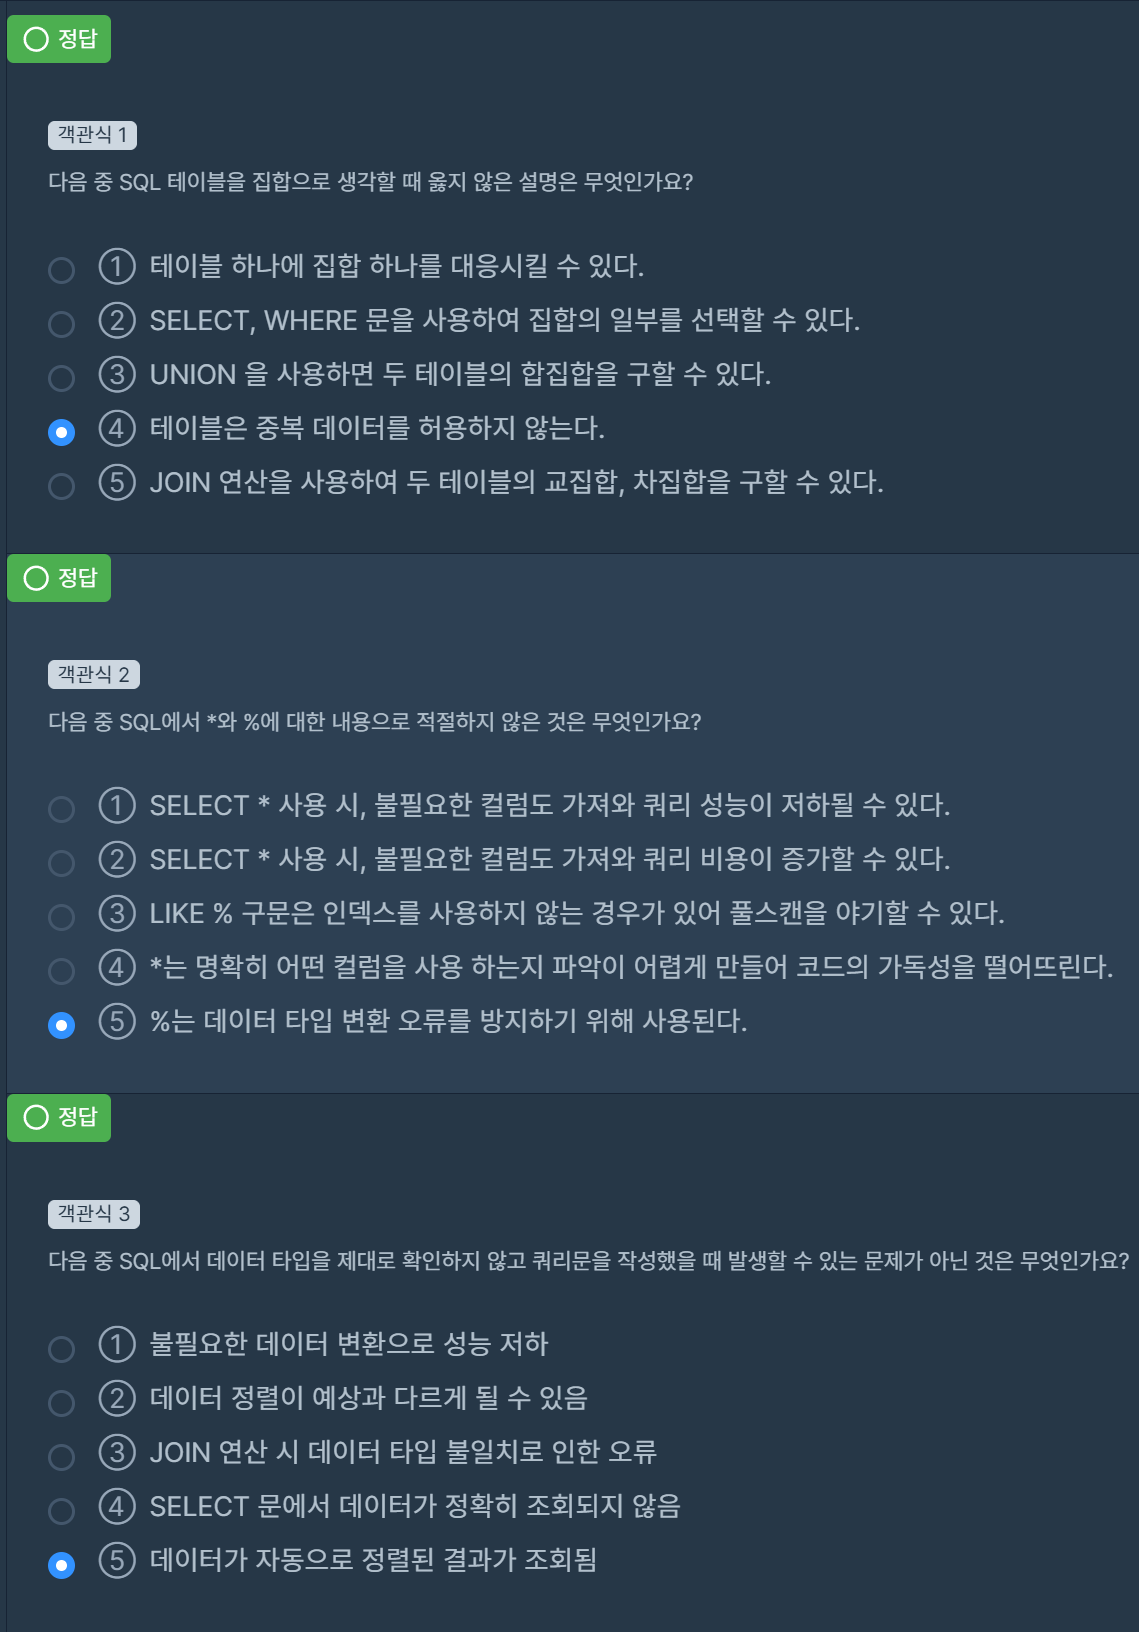 정답
객관식 1
다음 중 SQL 테이블을 집합으로 생각할 때 옳지 않은 설명은 무엇인가요?
① 테이블 하나에 집합 하나를 대응시킬 수 있다.
② SELECT, WHERE 문을 사용하여 집합의 일부를 선택할 수 있다.
③ UNION 을 사용하면 두 테이블의 합집합을 구할 수 있다.
④ 테이블은 중복 데이터를 허용하지 않는다.
⑤ JOIN 연산을 사용하여 두 테이블의 교집합, 차집합을 구할 수 있다.
정답
객관식 2
다음 중 SQL에서 *와 %에 대한 내용으로 적절하지 않은 것은 무엇인가요?
① SELECT * 사용 시, 불필요한 컬럼도 가져와 쿼리 성능이 저하될 수 있다.
② SELECT * 사용 시, 불필요한 컬럼도 가져와 쿼리 비용이 증가할 수 있다.
③ LIKE % 구문은 인덱스를 사용하지 않는 경우가 있어 풀스캔을 야기할 수 있다.
④ *는 명확히 어떤 컬럼을 사용 하는지 파악이 어렵게 만들어 코드의 가독성을 떨어뜨린다.
⑤ %는 데이터 타입 변환 오류를 방지하기 위해 사용된다.
정답
객관식 3
다음 중 SQL에서 데이터 타입을 제대로 확인하지 않고 쿼리문을 작성했을 때 발생할 수 있는 문제가 아닌 것은 무엇인가요?
① 불필요한 데이터 변환으로 성능 저하
② 데이터 정렬이 예상과 다르게 될 수 있음
③ JOIN 연산 시 데이터 타입 불일치로 인한 오류
④ SELECT 문에서 데이터가 정확히 조회되지 않음
⑤ 데이터가 자동으로 정렬된 결과가 조회됨